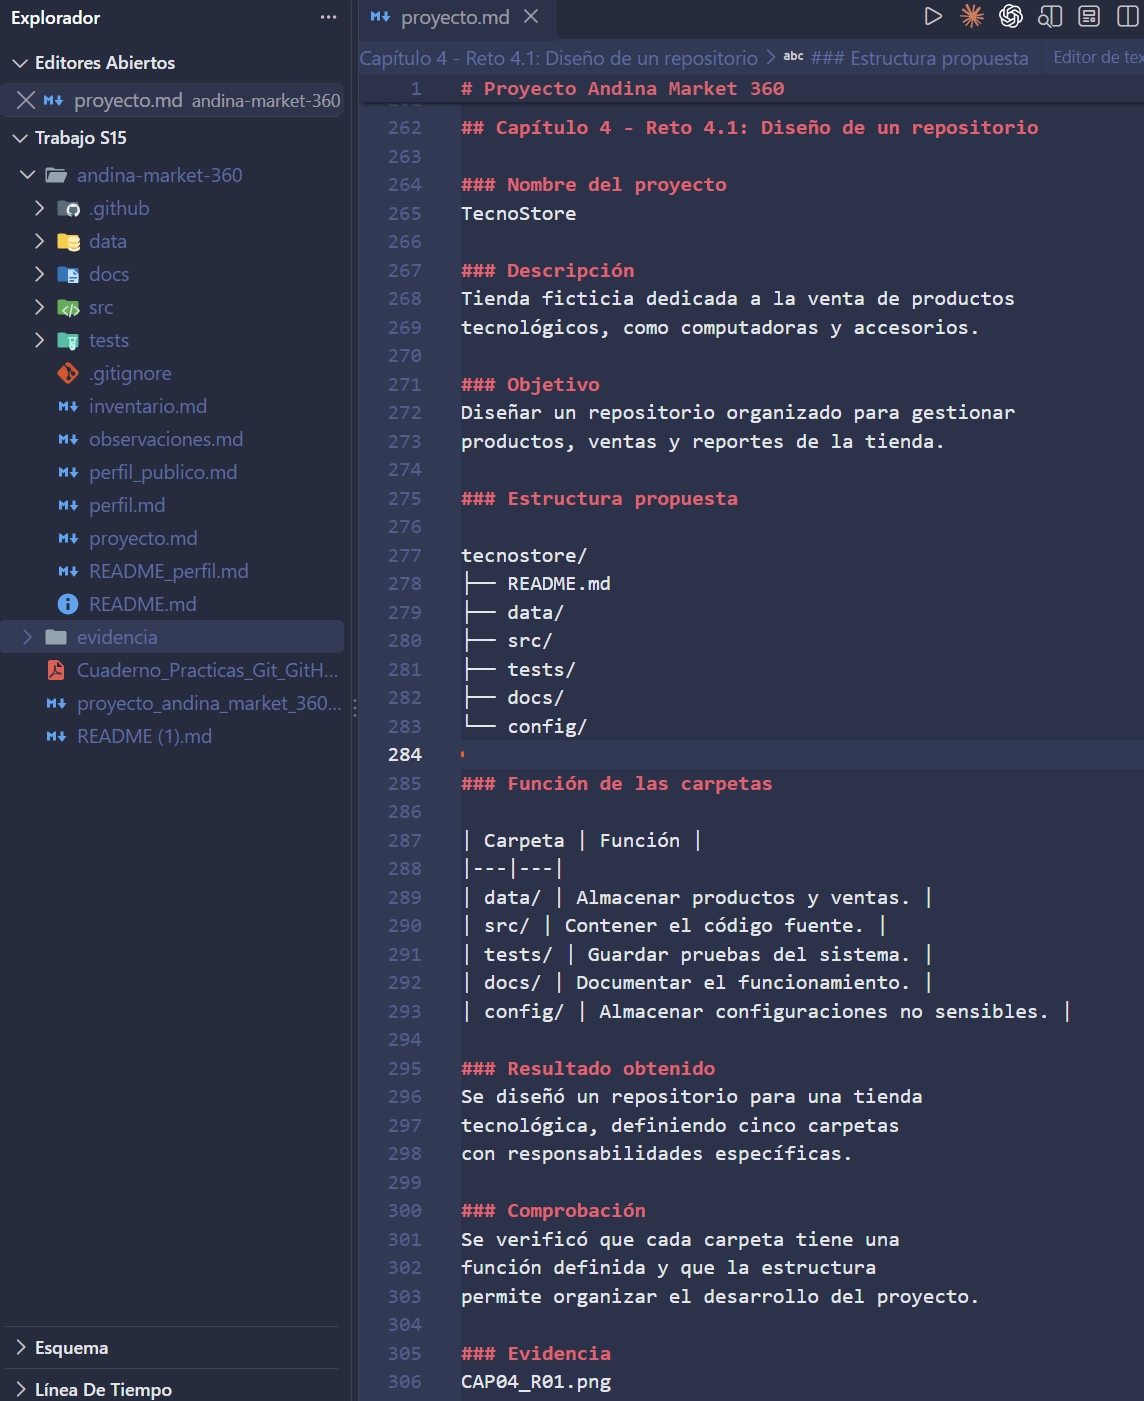 Explorador
Editores Abiertos
proyecto.md andina-market-360
Trabajo S15
andina-market-360
.github
data
docs
src
tests
.gitignore
inventario.md
observaciones.md
perfil_publico.md
perfil.md
proyecto.md
README_perfil.md
README.md
evidencia
Cuaderno_Practicas_Git_GitH...
proyecto_andina_market_360...
README (1).md
Esquema
Línea De Tiempo
proyecto.md
Capítulo 4 - Reto 4.1: Diseño de un repositorio > abc ### Estructura propuesta Editor de tex
1 # Proyecto Andina Market 360
262 ## Capítulo 4 - Reto 4.1: Diseño de un repositorio
263
264 ### Nombre del proyecto
265 TecnoStore
266
267 ### Descripción
268 Tienda ficticia dedicada a la venta de productos
269 tecnológicos, como computadoras y accesorios.
270
271 ### Objetivo
272 Diseñar un repositorio organizado para gestionar
273 productos, ventas y reportes de la tienda.
274
275 ### Estructura propuesta
276
277 tecnostore/
278 ├── README.md
279 ├── data/
280 ├── src/
281 ├── tests/
282 ├── docs/
283 └── config/
284
285 ### Función de las carpetas
286
287 | Carpeta | Función |
288 |---|---|
289 | data/ | Almacenar productos y ventas. |
290 | src/ | Contener el código fuente. |
291 | tests/ | Guardar pruebas del sistema. |
292 | docs/ | Documentar el funcionamiento. |
293 | config/ | Almacenar configuraciones no sensibles. |
294
295 ### Resultado obtenido
296 Se diseñó un repositorio para una tienda
297 tecnológica, definiendo cinco carpetas
298 con responsabilidades específicas.
299
300 ### Comprobación
301 Se verificó que cada carpeta tiene una
302 función definida y que la estructura
303 permite organizar el desarrollo del proyecto.
304
305 ### Evidencia
306 CAP04_R01.png